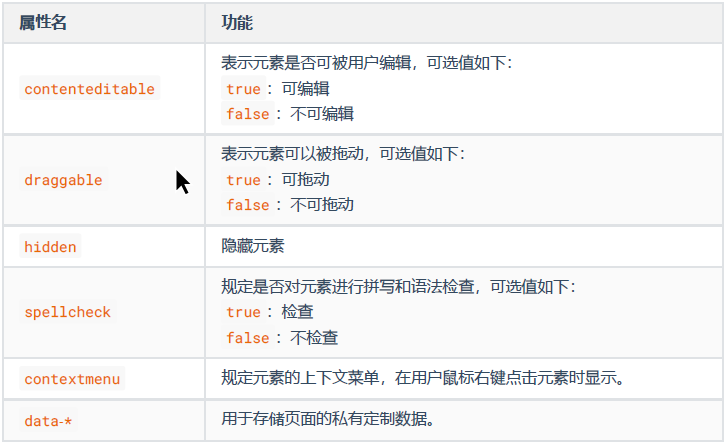 属性名 功能
contenteditable
表示元素是否可被用户编辑，可选值如下：
true：可编辑
false：不可编辑
draggable
表示元素可以被拖动，可选值如下：
true：可拖动
false：不可拖动
hidden 隐藏元素
spellcheck
规定是否对元素进行拼写和语法检查，可选值如下：
true：检查
false：不检查
contextmenu 规定元素的上下文菜单，在用户鼠标右键点击元素时显示。
data-* 用于存储页面的私有定制数据。